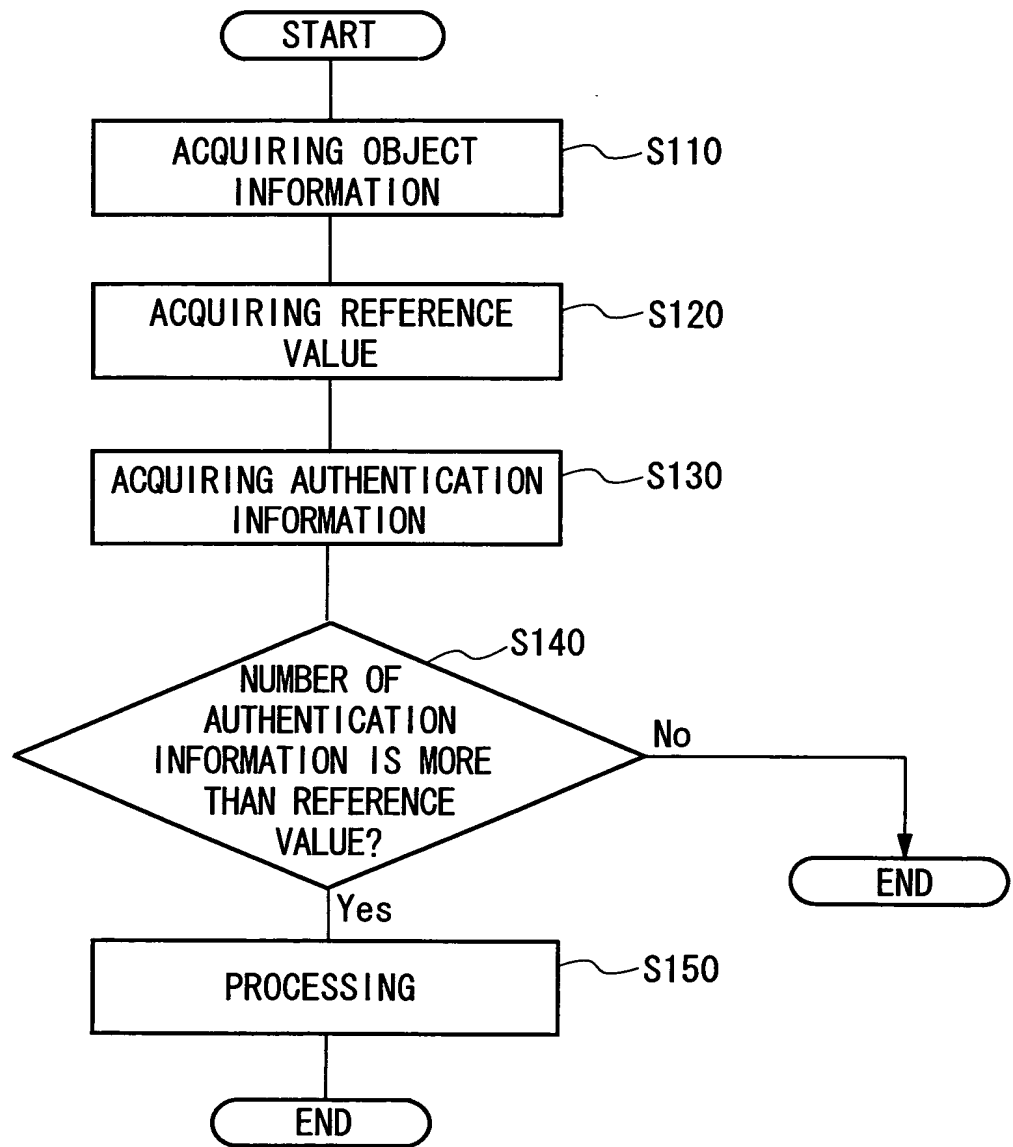 START
ACQUIRING OBJECT
INFORMATION
S110
ACQUIRING REFERENCE
VALUE
S120
ACQUIRING AUTHENTICATION
INFORMATION
S130
S140
NUMBER OF
AUTHENTICATION
INFORMATION IS MORE
THAN REFERENCE
VALUE?
No
END
Yes
PROCESSING
S150
END